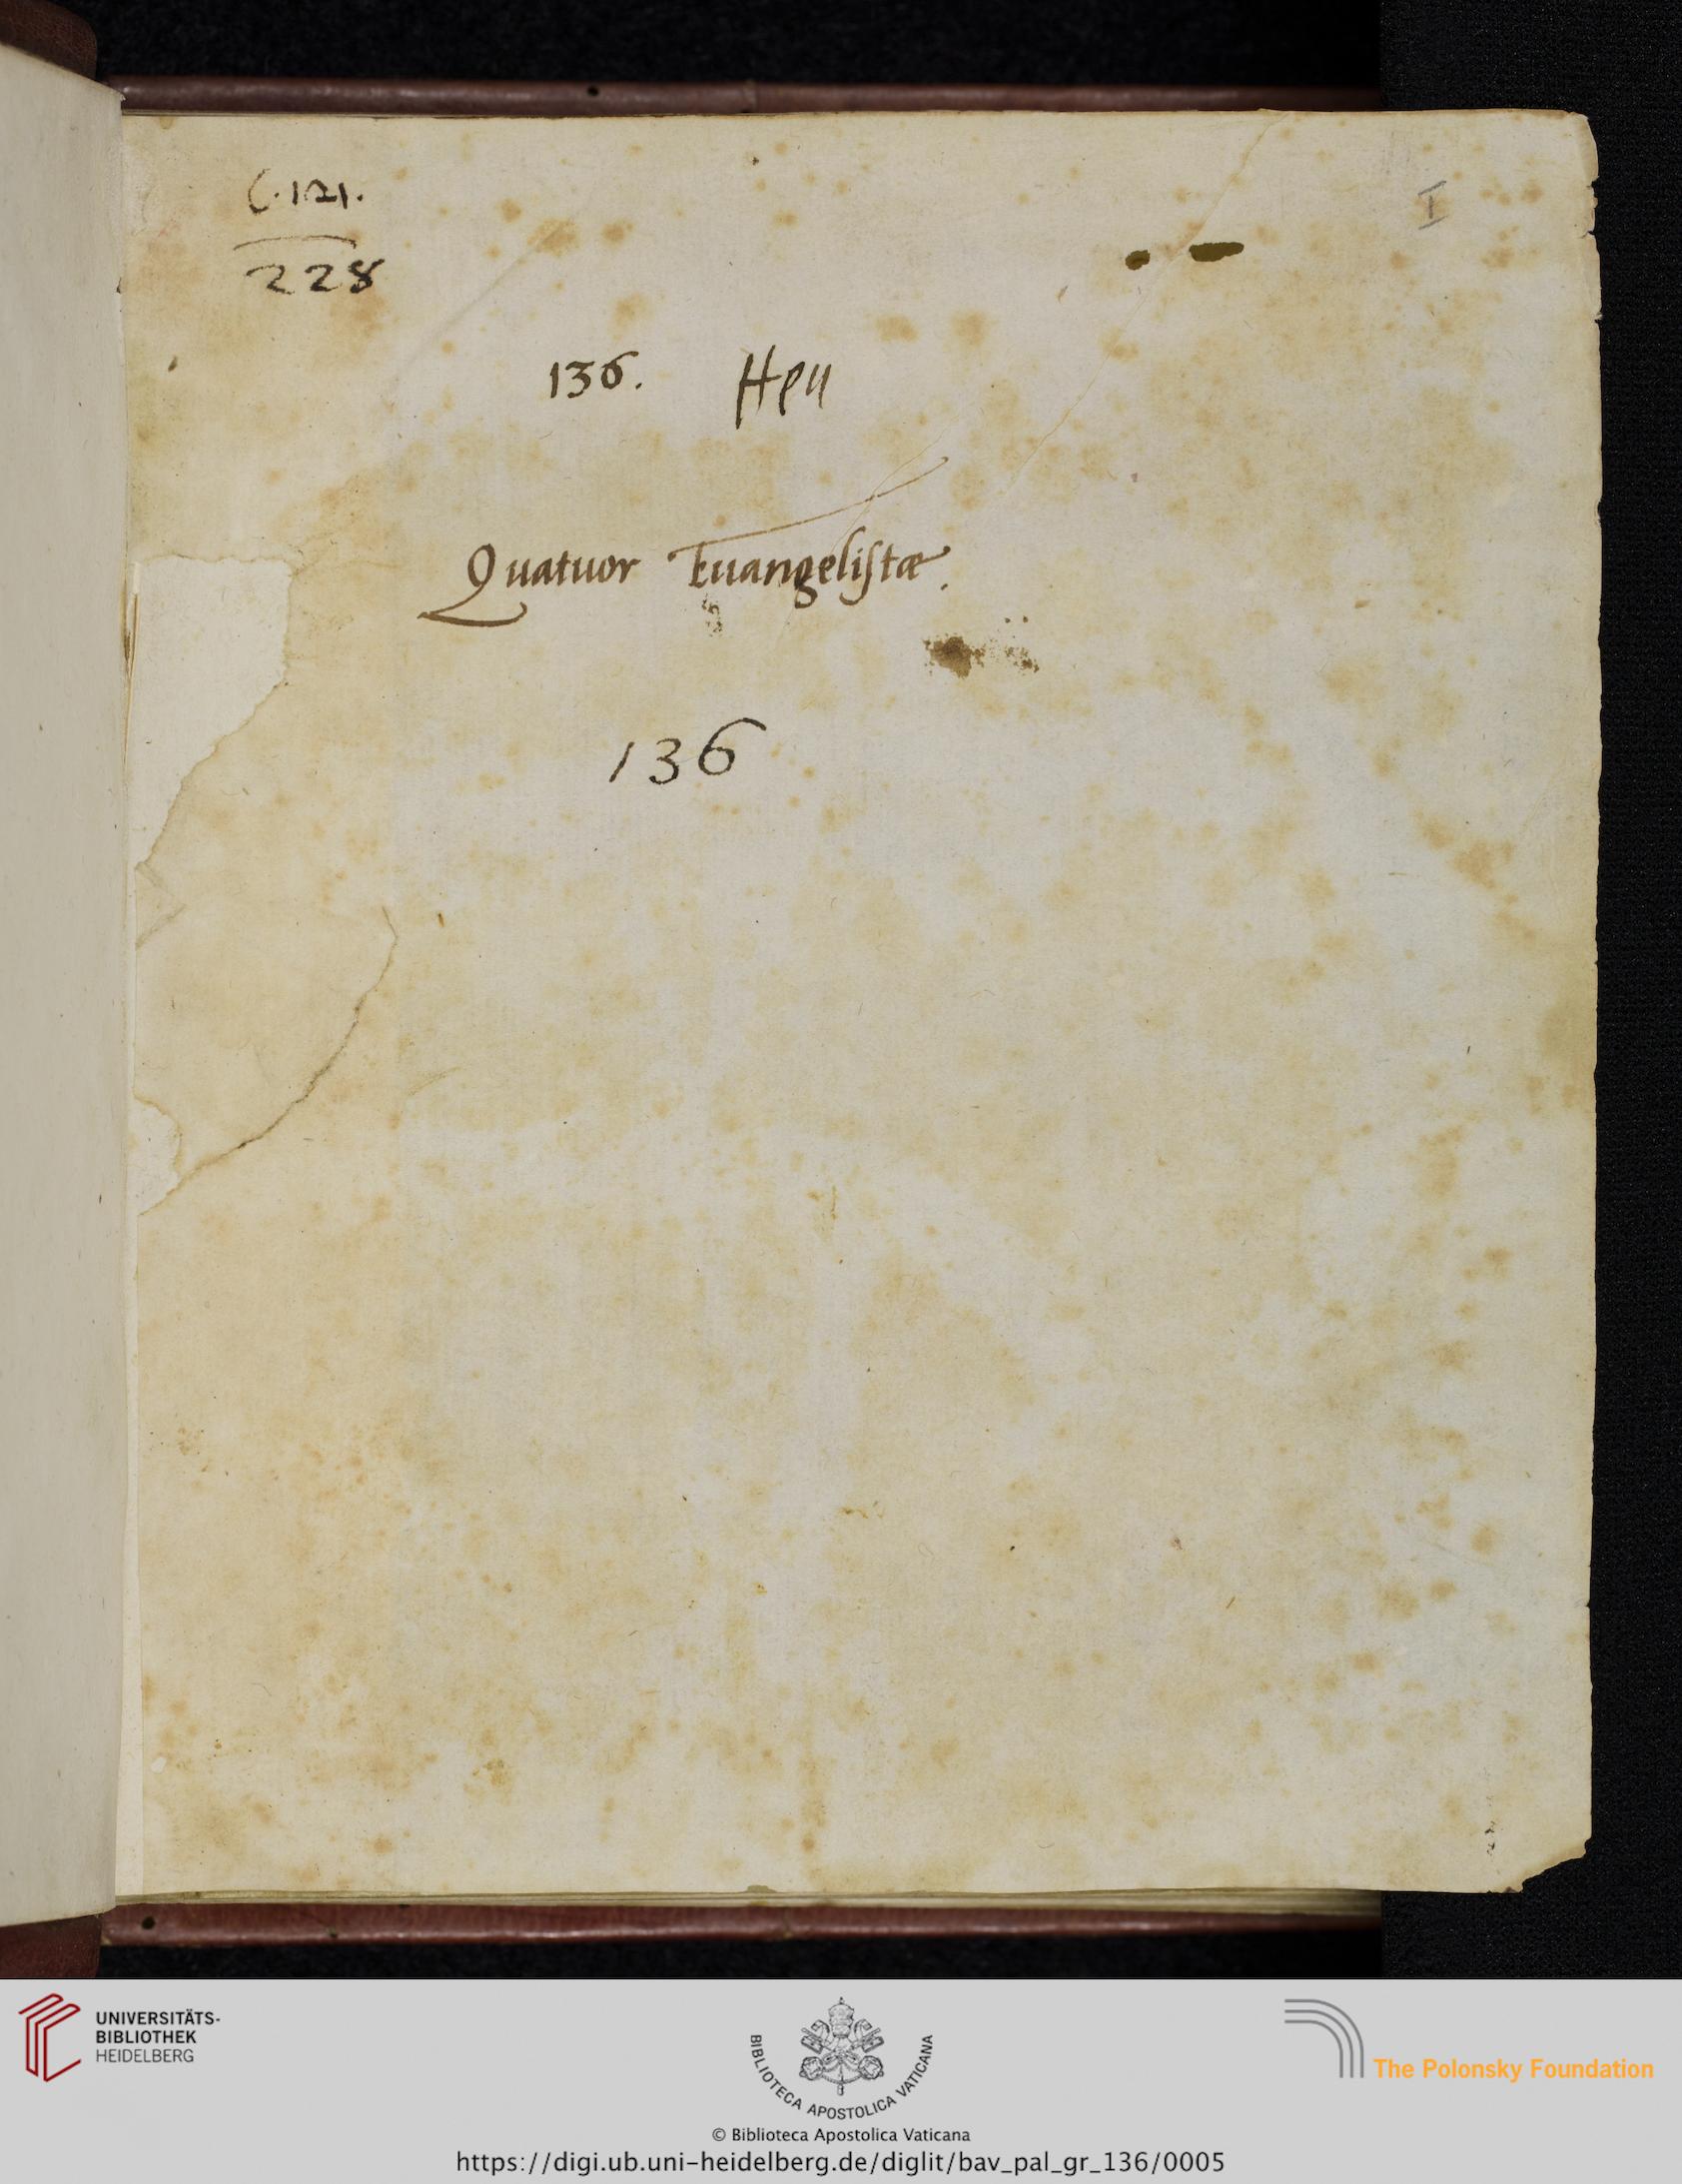 C. 121.
228
I
136. Hen
Quatuor Euangelistæ.
136
UNIVERSITÄTS-
BIBLIOTHEK
HEIDELBERG
BIBLIOTECA APOSTOLICA VATICANA
The Polonsky Foundation
© Biblioteca Apostolica Vaticana
https://digi.ub.uni-heidelberg.de/diglit/bav_pal_gr_136/0005